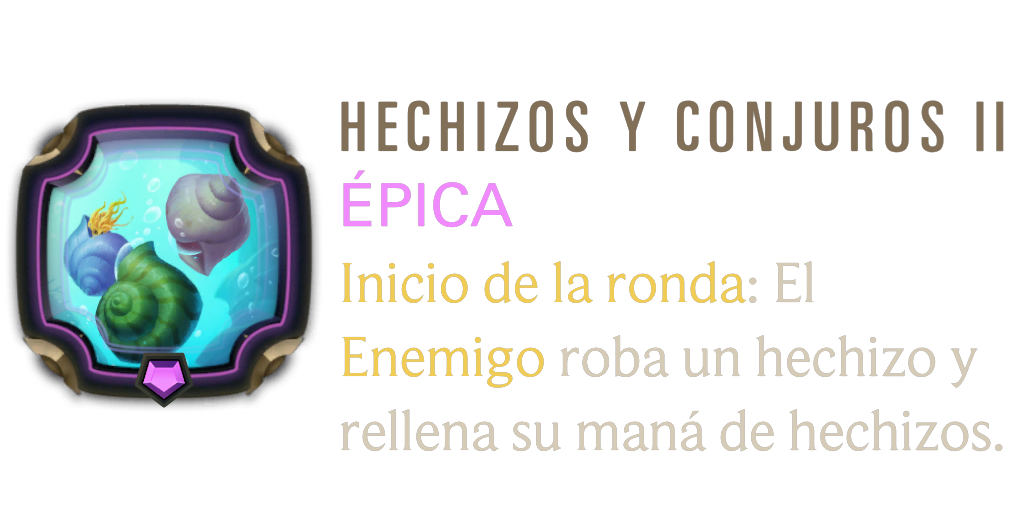 HECHIZOS Y CONJUROS II
ÉPICA
Inicio de la ronda: El
Enemigo roba un hechizo y
rellena su maná de hechizos.